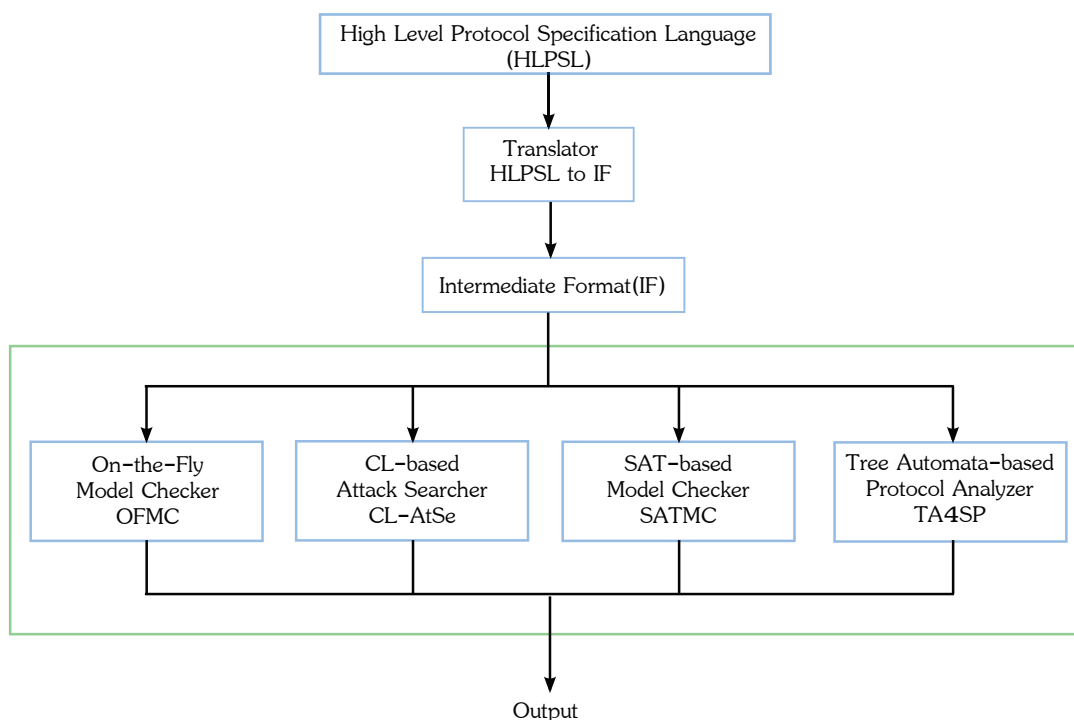 High Level Protocol Specification Language
(HLPSL)
Translator
HLPSL to IF
Intermediate Format(IF)
On-the-Fly
Model Checker
OFMC
CL-based
Attack Searcher
CL-AtSe
SAT-based
Model Checker
SATMC
Tree Automata-based
Protocol Analyzer
TA4SP
Output